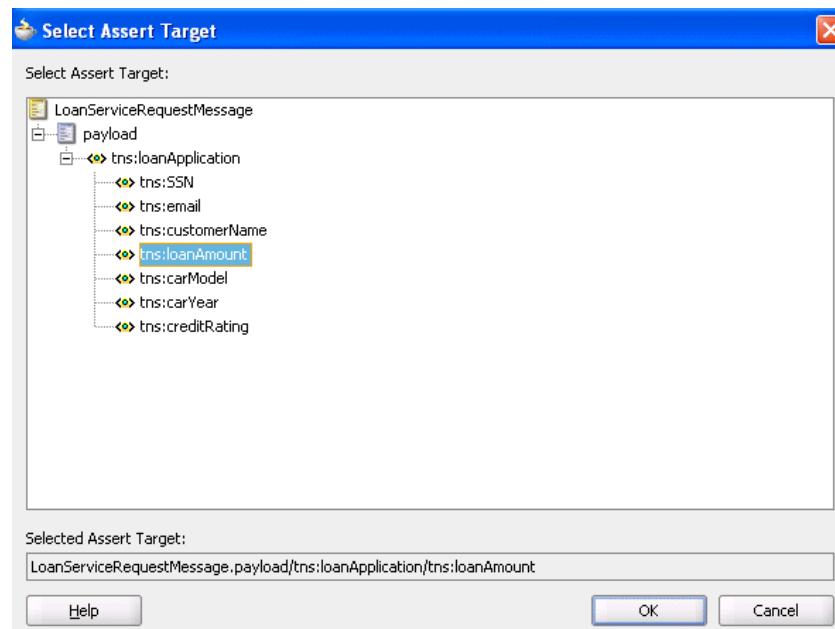 Select Assert Target
Select Assert Target:
LoanServiceRequestMessage
payload
tns:loanApplication
tns:SSN
tns:email
tns:customerName
tns:loanAmount
tns:carModel
tns:carYear
tns:creditRating
Selected Assert Target:
LoanServiceRequestMessage.payload/tns:loanApplication/tns:loanAmount
Help OK Cancel